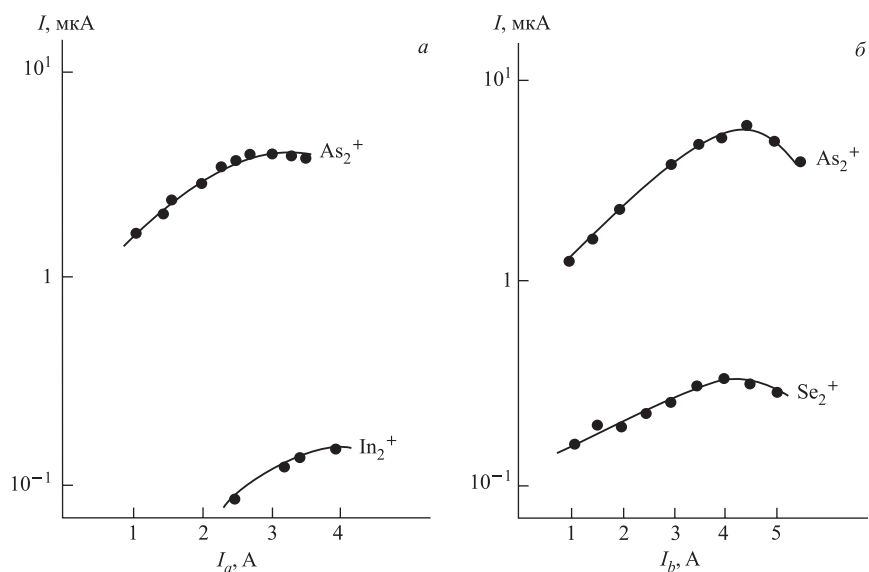 I, мкА
а
10¹
As₂⁺
1
In₂⁺
10⁻¹
1 2 3 4
Iₐ, А
I, мкА
б
10¹
As₂⁺
1
Se₂⁺
10⁻¹
1 2 3 4 5
I_b, А